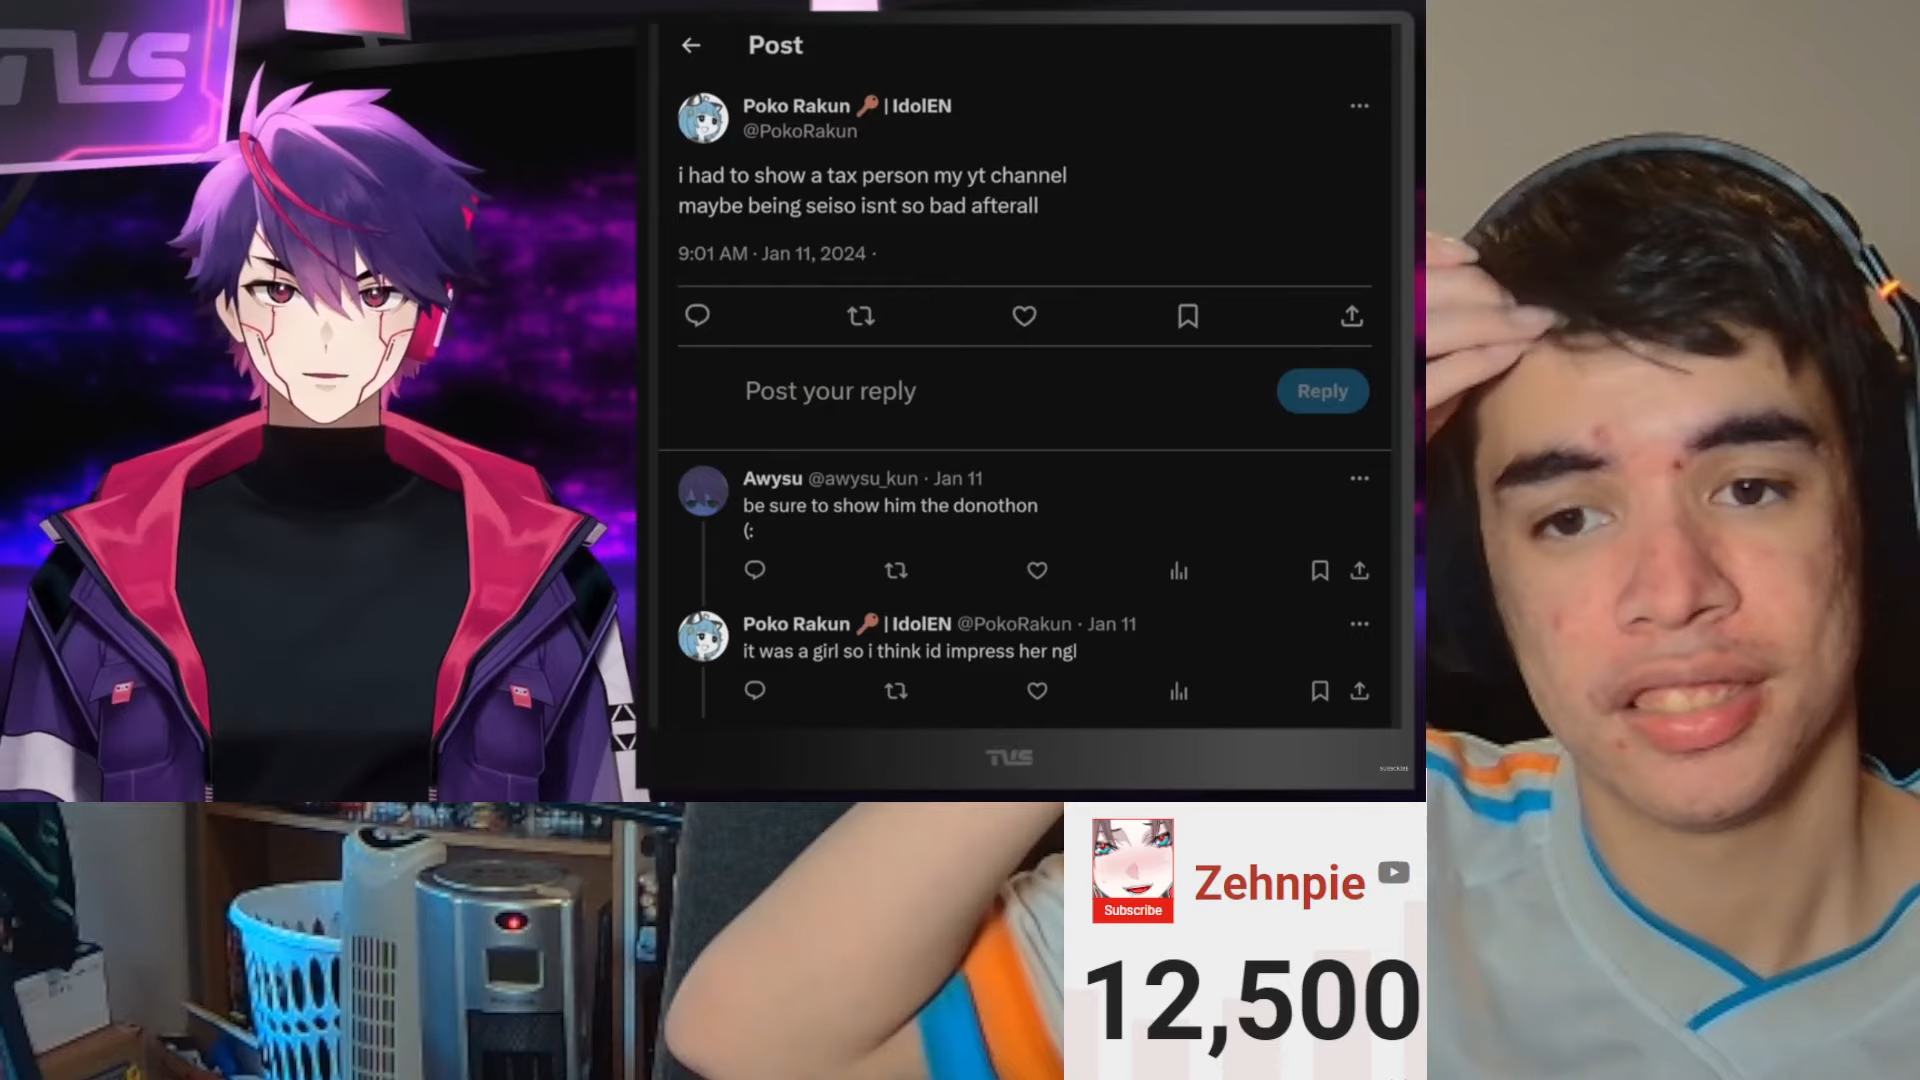 TVS
Post
Poko Rakun | IdolEN
@PokoRakun
i had to show a tax person my yt channel
maybe being seiso isnt so bad afterall
9:01 AM · Jan 11, 2024 ·
Post your reply
Reply
Awysu @awysu_kun · Jan 11
be sure to show him the donothon
(:
Poko Rakun | IdolEN @PokoRakun · Jan 11
it was a girl so i think id impress her ngl
TVS
SUBSCRIBE
Subscribe
Zehnpie
12,500